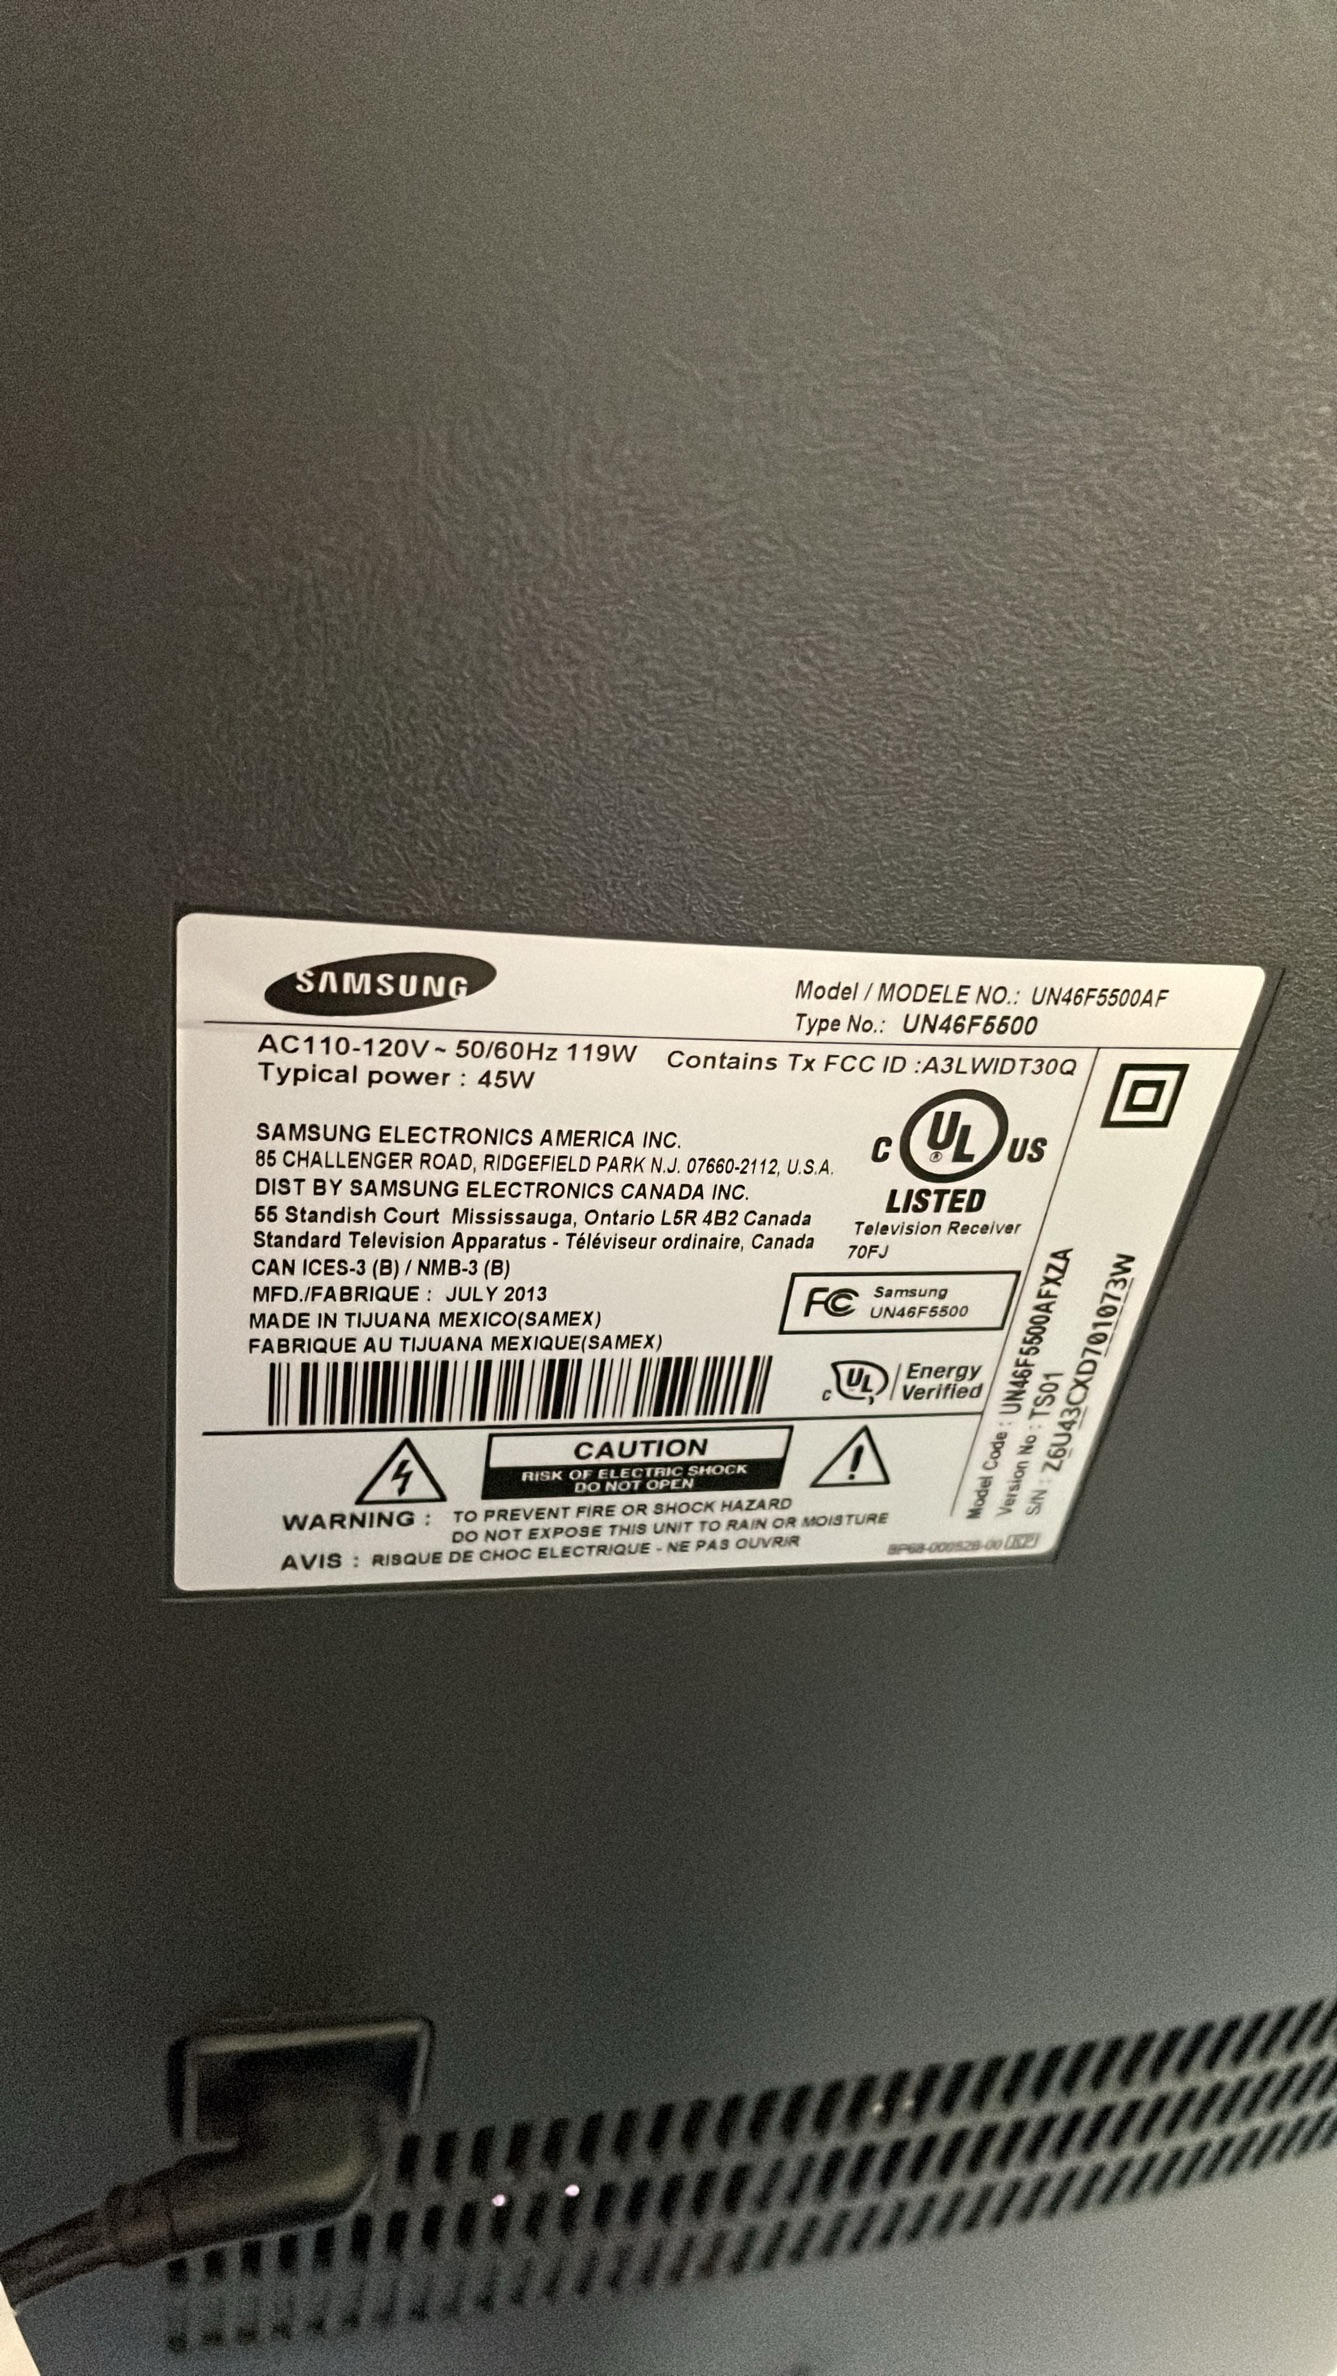 SAMSUNG
Model / MODELE NO.: UN46F5500AF
Type No.: UN46F5500
AC110-120V ~ 50/60Hz 119W
Typical power : 45W
Contains Tx FCC ID :A3LWIDT30Q
SAMSUNG ELECTRONICS AMERICA INC.
85 CHALLENGER ROAD, RIDGEFIELD PARK N.J. 07660-2112, U.S.A.
DIST BY SAMSUNG ELECTRONICS CANADA INC.
55 Standish Court Mississauga, Ontario L5R 4B2 Canada
Standard Television Apparatus - Téléviseur ordinaire, Canada
CAN ICES-3 (B) / NMB-3 (B)
MFD./FABRIQUE : JULY 2013
MADE IN TIJUANA MEXICO(SAMEX)
FABRIQUE AU TIJUANA MEXIQUE(SAMEX)
C UL ® US
LISTED
Television Receiver
70FJ
FC Samsung
UN46F5500
C UL Energy
Verified
CAUTION
RISK OF ELECTRIC SHOCK
DO NOT OPEN
WARNING : TO PREVENT FIRE OR SHOCK HAZARD
DO NOT EXPOSE THIS UNIT TO RAIN OR MOISTURE
AVIS : RISQUE DE CHOC ELECTRIQUE - NE PAS OUVRIR
Model Code : UN46F5500AFXZA
Version No : TS01
S/N : Z6U43CXD701073W